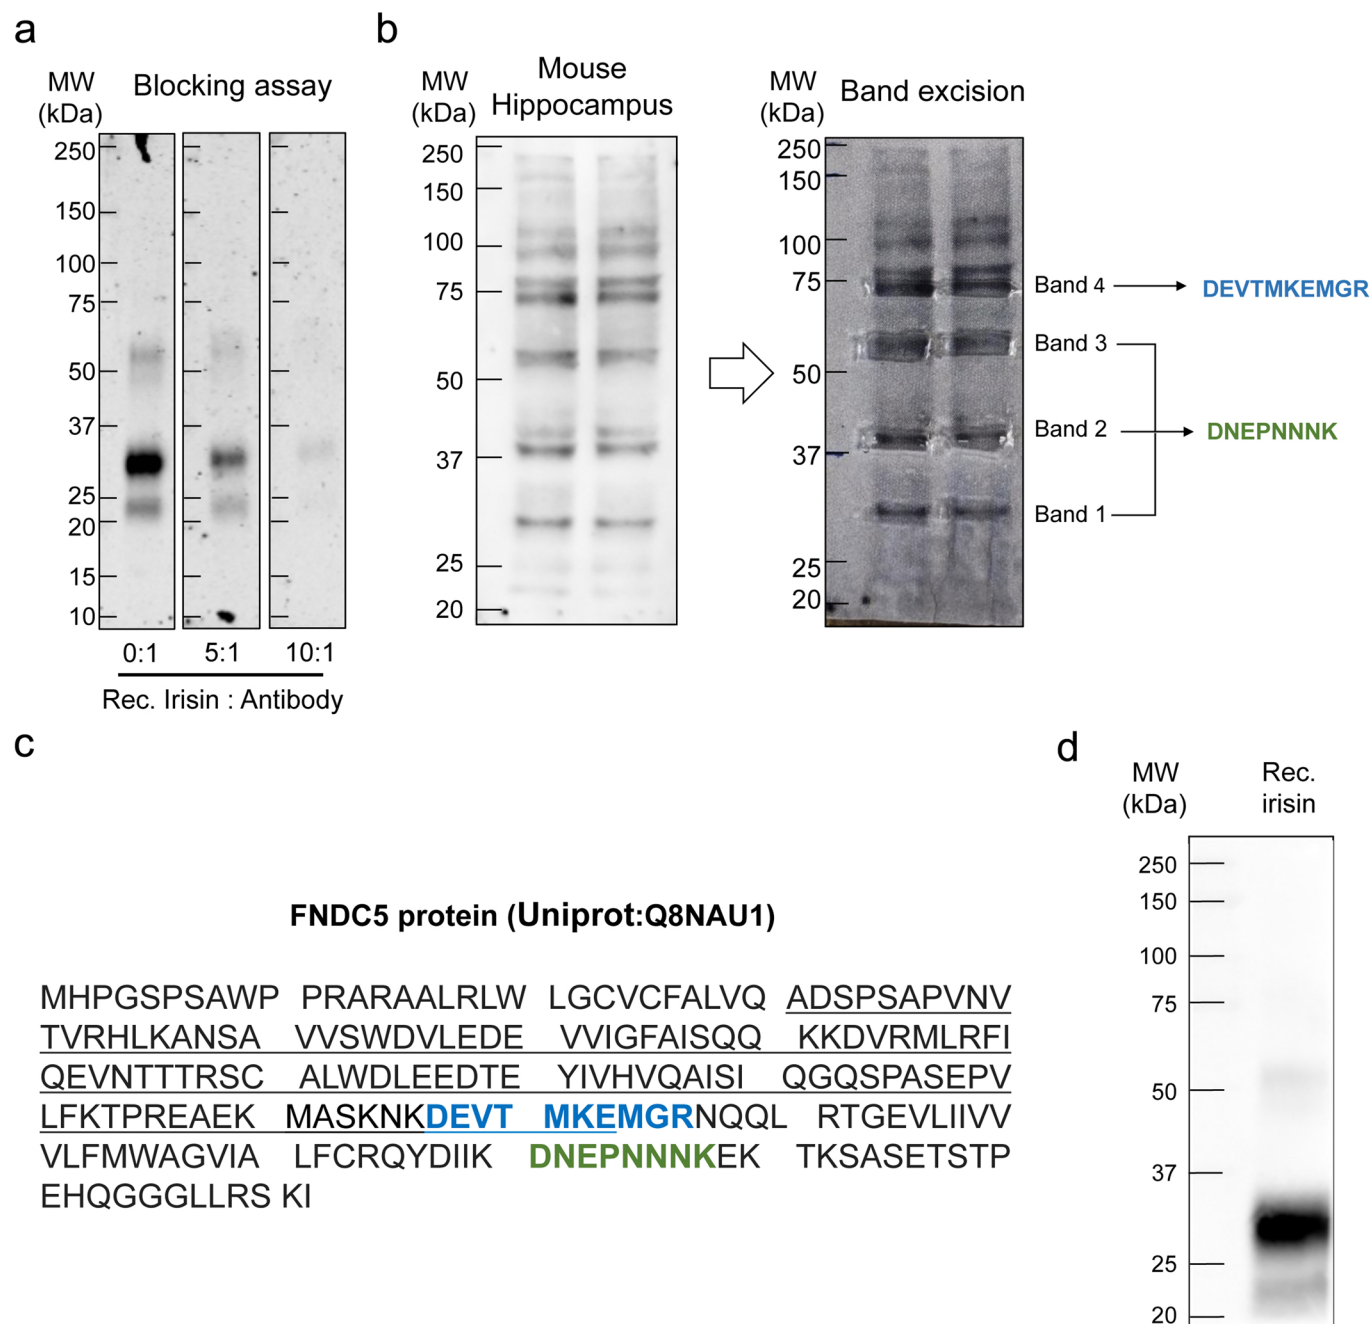 a
MW
(kDa)
Blocking assay
250
150
100
75
50
37
25
20
15
10
0:1 5:1 10:1
Rec. Irisin : Antibody
b
MW
(kDa)
Mouse
Hippocampus
250
150
100
75
50
37
25
20
MW
(kDa)
Band excision
250
150
100
75
50
37
25
20
Band 4
Band 3
Band 2
Band 1
DEVTMKEMGR
DNEPNNNK
c
FNDC5 protein (Uniprot:Q8NAU1)
MHPGSPSAWP PRARAALRLW LGCVCFALVQ ADSPSAPVNV
TVRHLKANSA VVSWDVLEDE VVIGFAISQQ KKDVRMLRFI
QEVNTTTRSC ALWDLEEDTE YIVHVQAISI QGQSPASEPV
LFKTPREAEK MASKNKDEVT MKEMGRNQQL RTGEVLIIVV
VLFMWAGVIA LFCRQYDIIK DNEPNNNKEK TKSASETSTP
EHQGGGLLRS KI
d
MW
(kDa)
Rec.
irisin
250
150
100
75
50
37
25
20